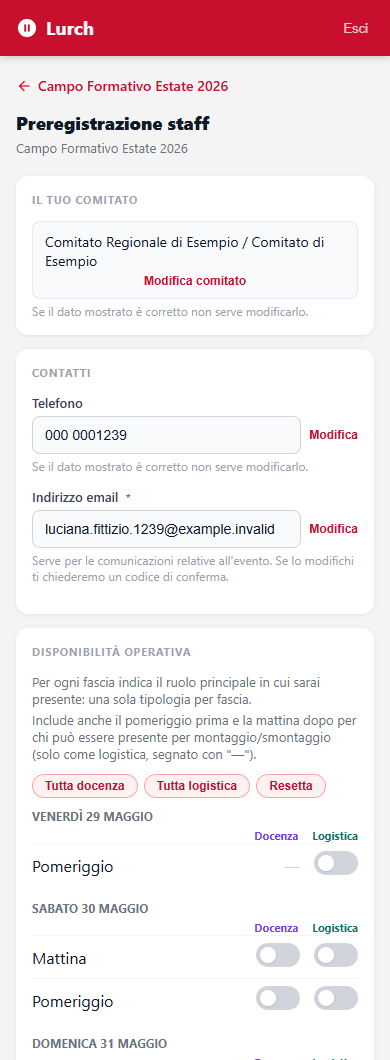 Lurch
Esci
← Campo Formativo Estate 2026
Preregistrazione staff
Campo Formativo Estate 2026
IL TUO COMITATO
Comitato Regionale di Esempio / Comitato di
Esempio
Modifica comitato
Se il dato mostrato è corretto non serve modificarlo.
CONTATTI
Telefono
000 0001239
Modifica
Se il dato mostrato è corretto non serve modificarlo.
Indirizzo email *
luciana.fittizio.1239@example.invalid
Modifica
Serve per le comunicazioni relative all'evento. Se lo modifichi
ti chiederemo un codice di conferma.
DISPONIBILITÀ OPERATIVA
Per ogni fascia indica il ruolo principale in cui sarai
presente: una sola tipologia per fascia.
Include anche il pomeriggio prima e la mattina dopo per
chi può essere presente per montaggio/smontaggio
(solo come logistica, segnato con "—").
Tutta docenza
Tutta logistica
Resetta
VENERDÌ 29 MAGGIO
Docenza Logistica
Pomeriggio —
SABATO 30 MAGGIO
Docenza Logistica
Mattina
Pomeriggio
DOMENICA 31 MAGGIO